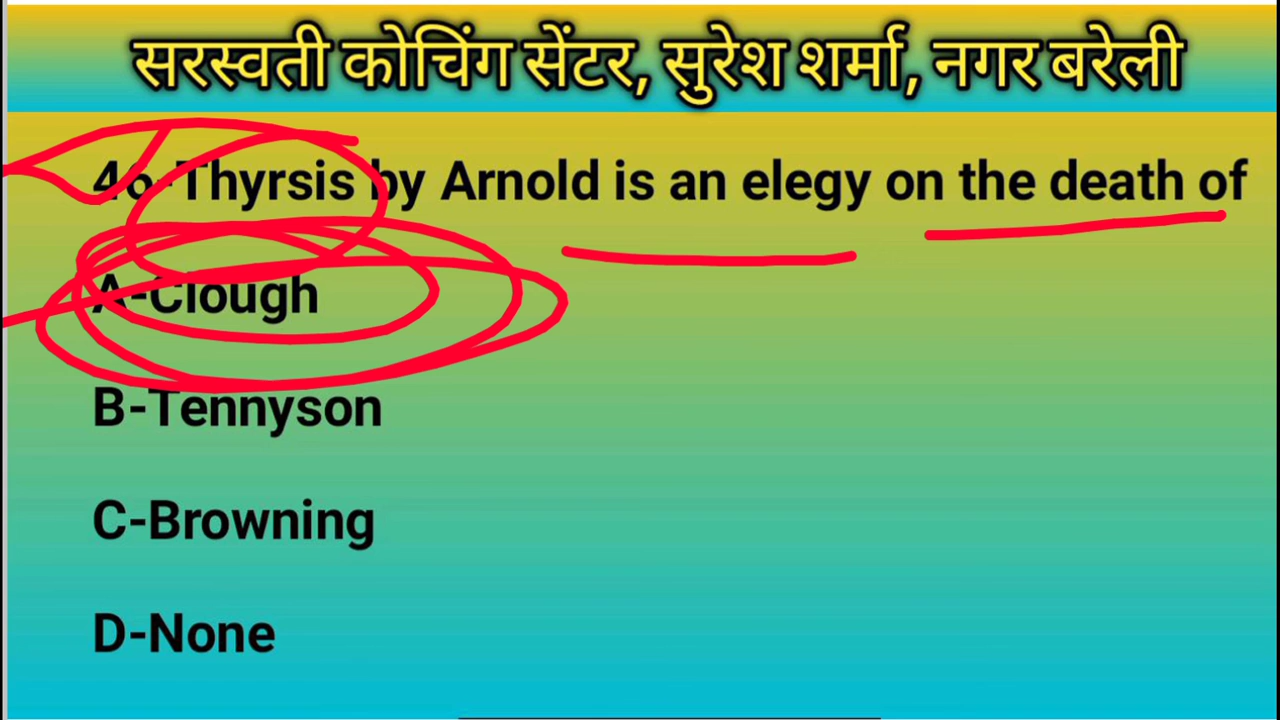 सरस्वती कोचिंग सेंटर, सुरेश शर्मा, नगर बरेली
46-Thyrsis by Arnold is an elegy on the death of
A-Clough
B-Tennyson
C-Browning
D-None